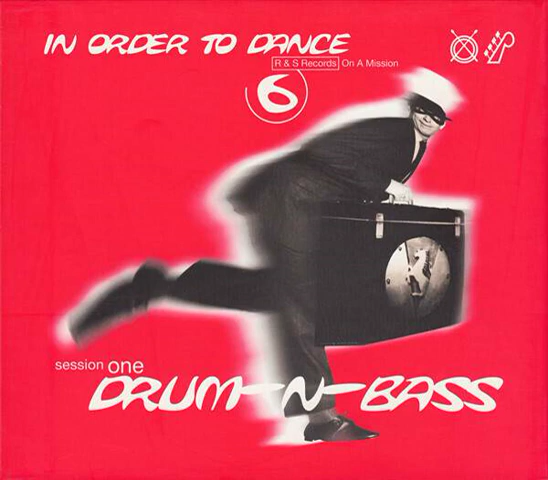 IN ORDER TO DANCE
R & S Records On A Mission
6
session one
DRUM-N-BASS